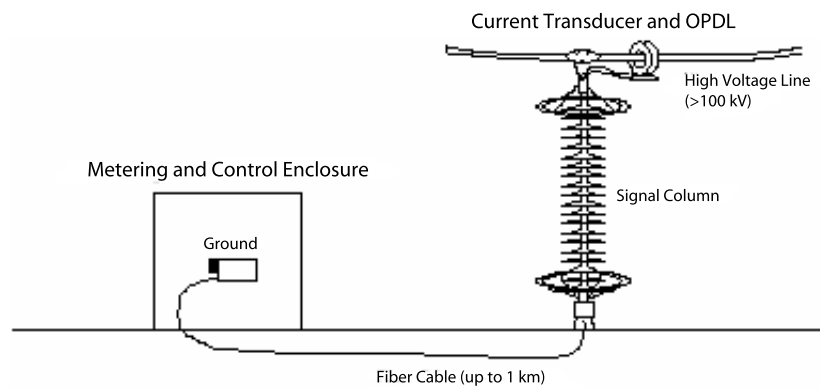 Current Transducer and OPDL
High Voltage Line
(>100 kV)
Metering and Control Enclosure
Signal Column
Ground
Fiber Cable (up to 1 km)